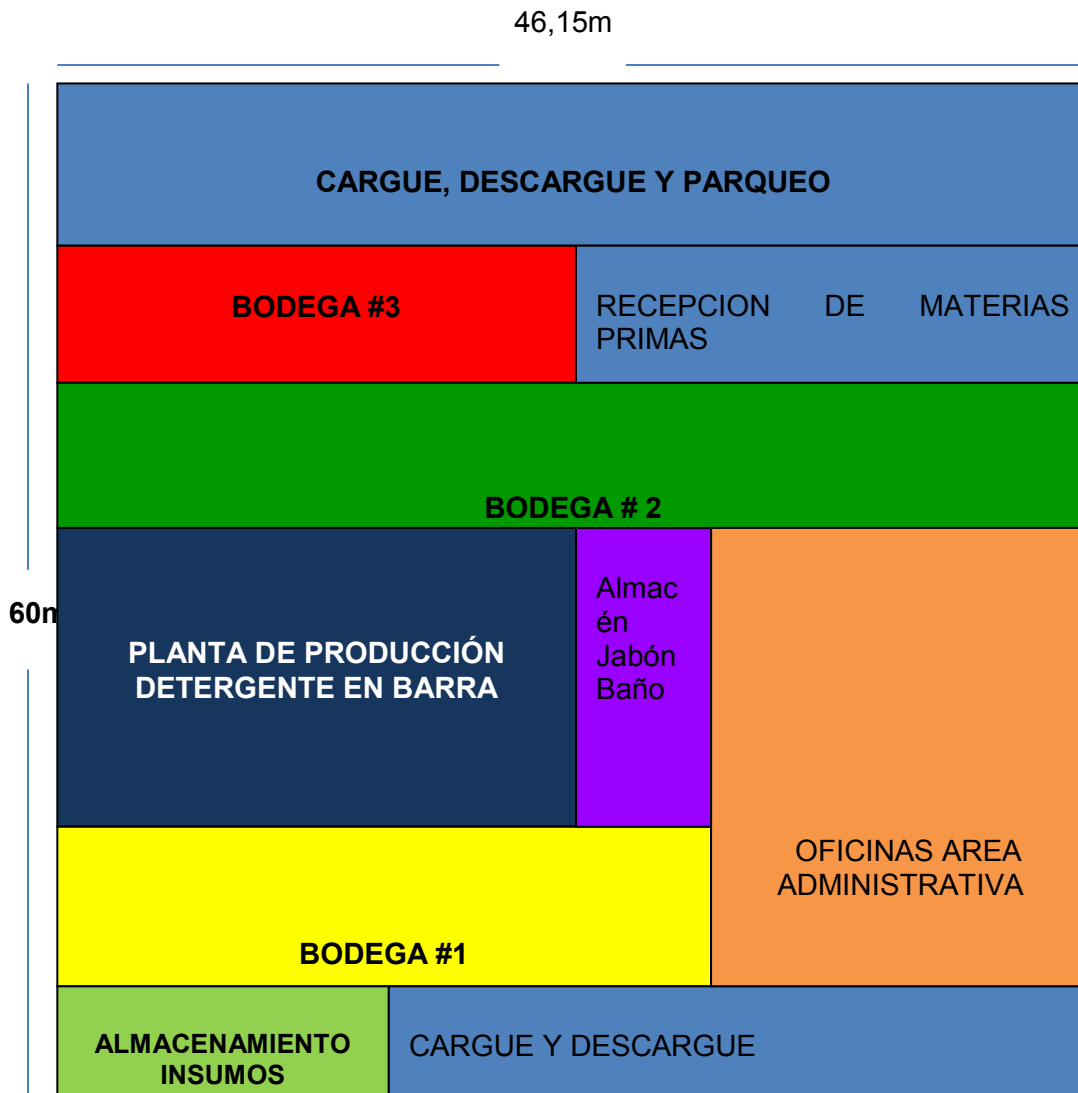 46,15m
CARGUE, DESCARGUE Y PARQUEO
BODEGA #3
RECEPCION DE MATERIAS
PRIMAS
BODEGA # 2
60m
PLANTA DE PRODUCCIÓN
DETERGENTE EN BARRA
Almac
én
Jabón
Baño
OFICINAS AREA
ADMINISTRATIVA
BODEGA #1
ALMACENAMIENTO
INSUMOS
CARGUE Y DESCARGUE